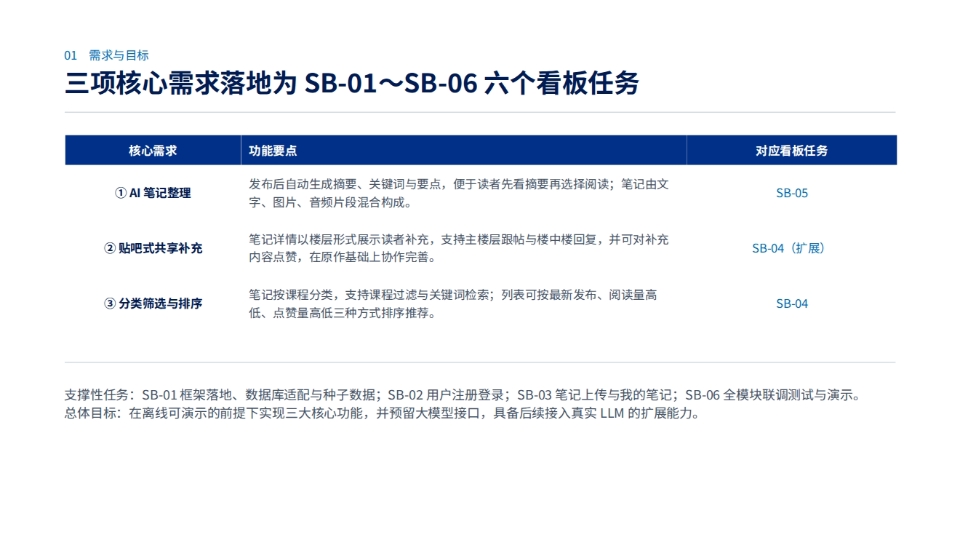 01 需求与目标
三项核心需求落地为 SB-01～SB-06 六个看板任务
核心需求 功能要点 对应看板任务
① AI 笔记整理
发布后自动生成摘要、关键词与要点，便于读者先看摘要再选择阅读；笔记由文
字、图片、音频片段混合构成。
SB-05
② 贴吧式共享补充
笔记详情以楼层形式展示读者补充，支持主楼层跟帖与楼中楼回复，并可对补充
内容点赞，在原作基础上协作完善。
SB-04（扩展）
③ 分类筛选与排序
笔记按课程分类，支持课程过滤与关键词检索；列表可按最新发布、阅读量高
低、点赞量高低三种方式排序推荐。
SB-04
支撑性任务：SB-01 框架落地、数据库适配与种子数据；SB-02 用户注册登录；SB-03 笔记上传与我的笔记；SB-06 全模块联调测试与演示。
总体目标：在离线可演示的前提下实现三大核心功能，并预留大模型接口，具备后续接入真实 LLM 的扩展能力。